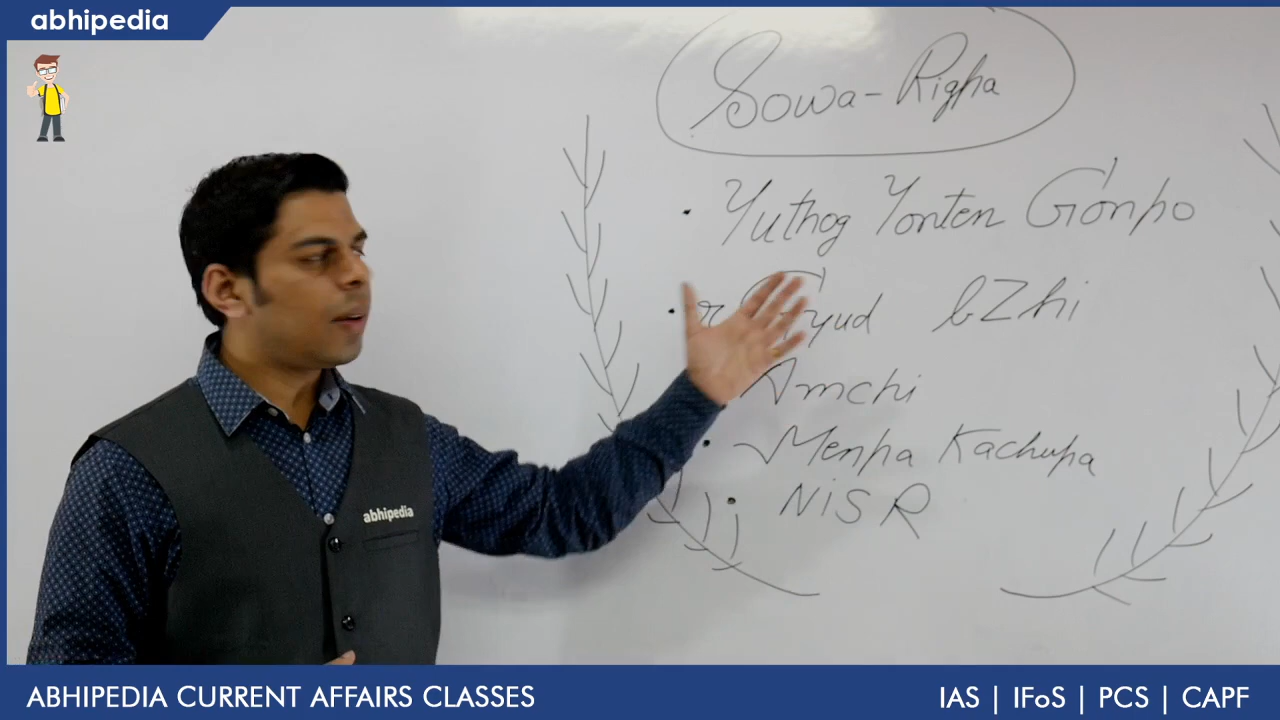 abhipedia
Sowa-Rigpa
• Yuthog Yonten Gonpo
• rGyud bZhi
Amchi
• Menpa Kachupa
• NiSR
abhipedia
ABHIPEDIA CURRENT AFFAIRS CLASSES
IAS | IFoS | PCS | CAPF